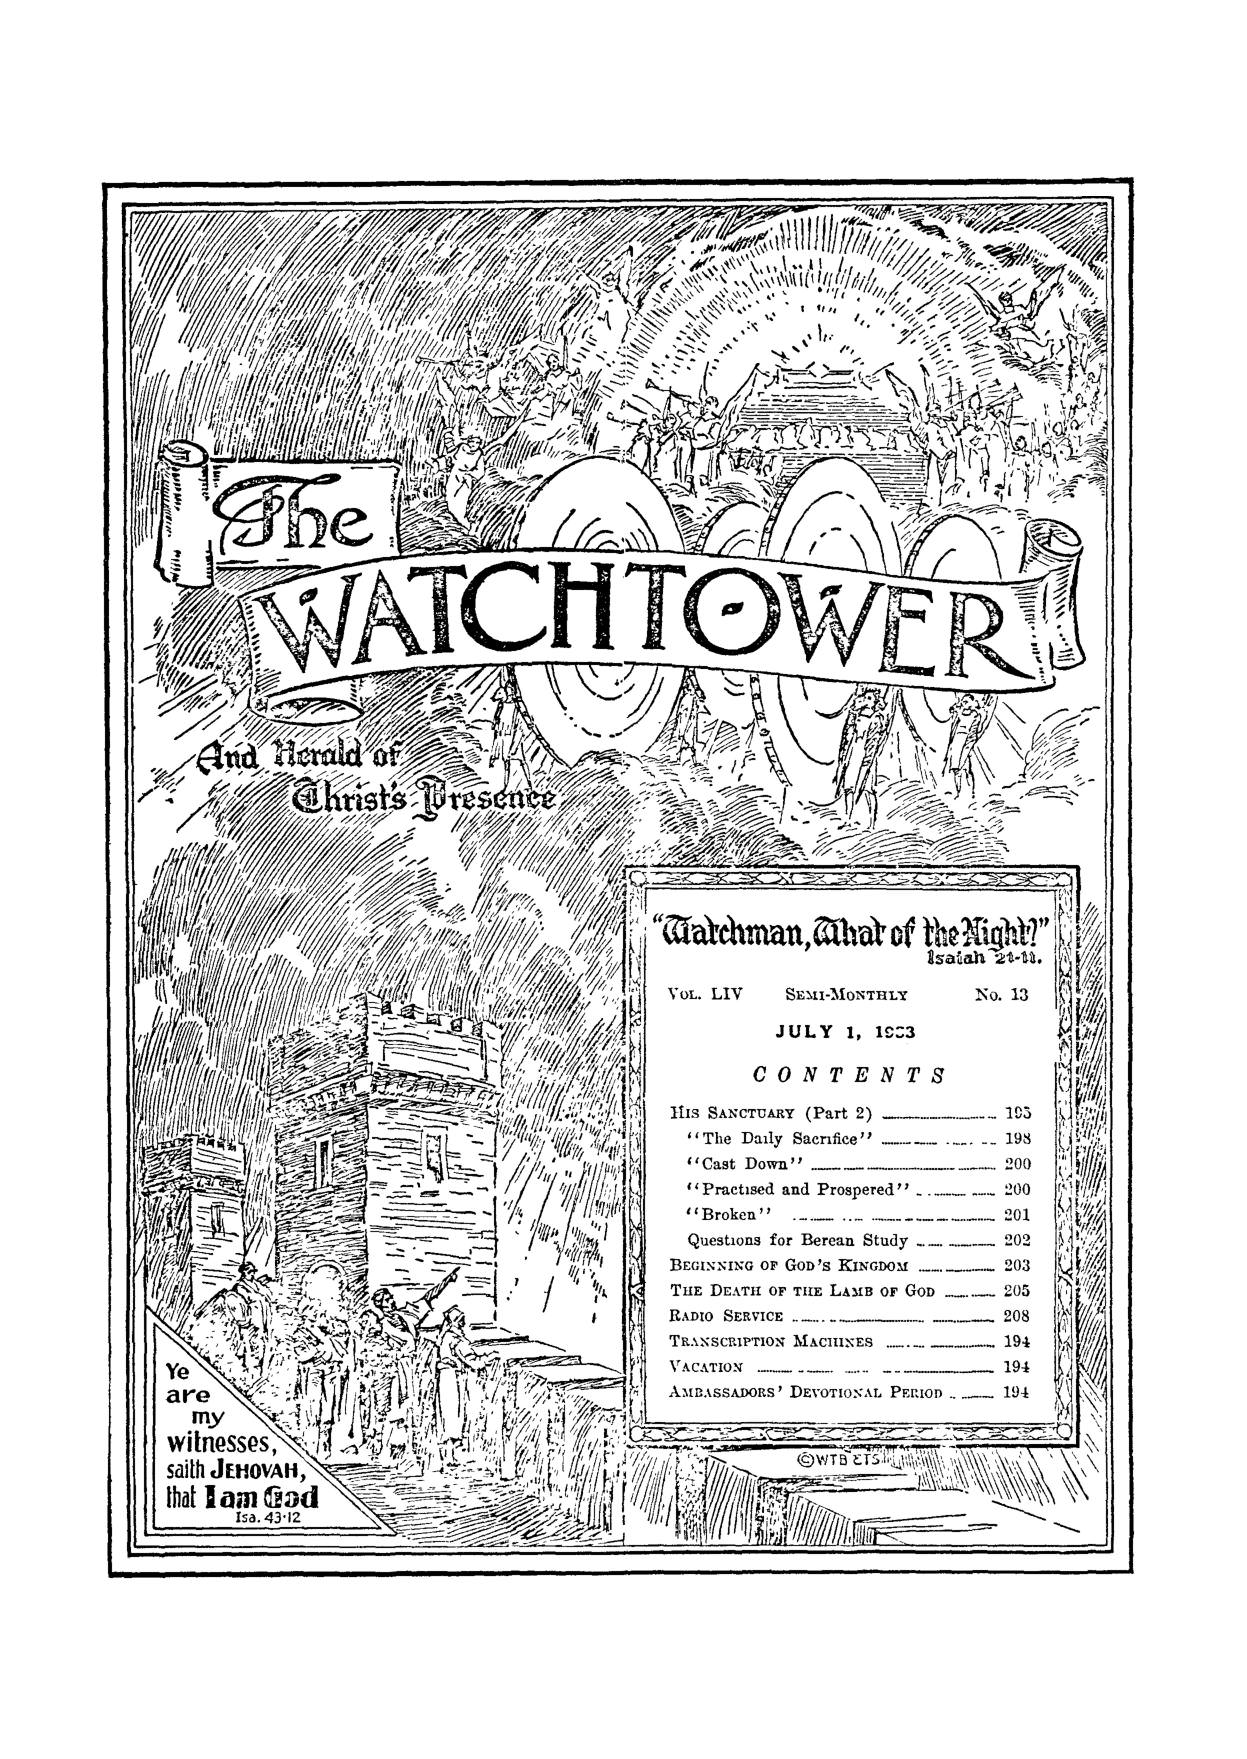 The
WATCHTOWER
And Herald of
Christ's Presence
"Watchman, What of the Night?"
Isaiah 21-11.
VOL. LIV SEMI-MONTHLY No. 13
JULY 1, 1933
CONTENTS
HIS SANCTUARY (Part 2) 195
"The Daily Sacrifice" 198
"Cast Down" 200
"Practised and Prospered" 200
"Broken" 201
Questions for Berean Study 202
BEGINNING OF GOD'S KINGDOM 203
THE DEATH OF THE LAMB OF GOD 205
RADIO SERVICE 208
TRANSCRIPTION MACHINES 194
VACATION 194
AMBASSADORS' DEVOTIONAL PERIOD 194
©WTB &TS
Ye
are
my
witnesses,
saith JEHOVAH,
that I am God
Isa. 43·12